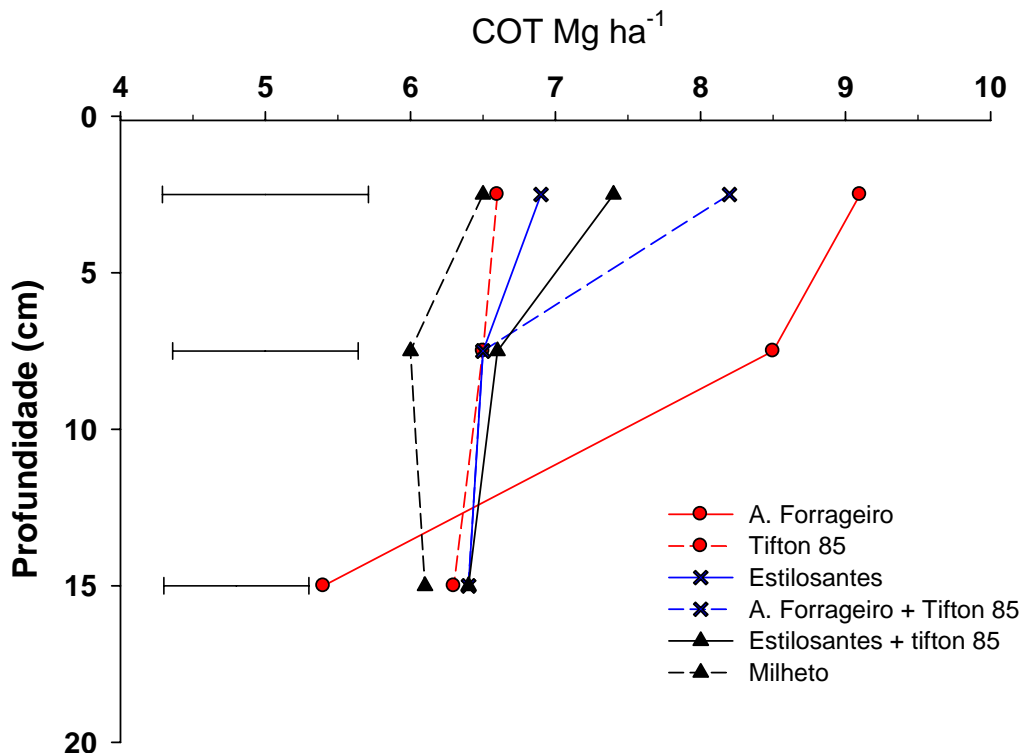 COT Mg ha⁻¹
4 5 6 7 8 9 10
Profundidade (cm)
0
5
10
15
20
A. Forrageiro
Tifton 85
Estilosantes
A. Forrageiro + Tifton 85
Estilosantes + tifton 85
Milheto